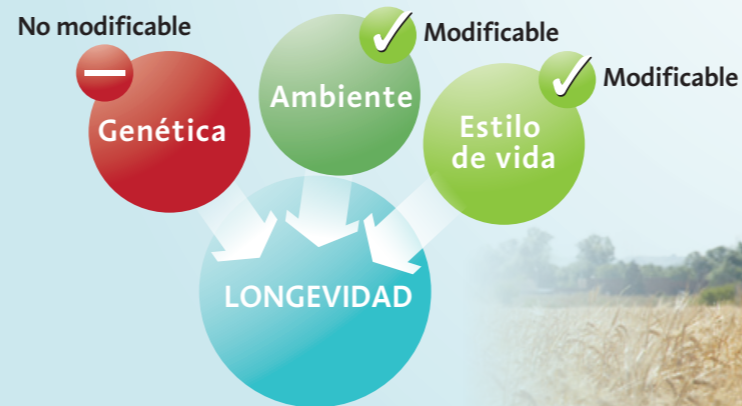 No modificable
Modificable
Modificable
Genética
Ambiente
Estilo
de vida
LONGEVIDAD